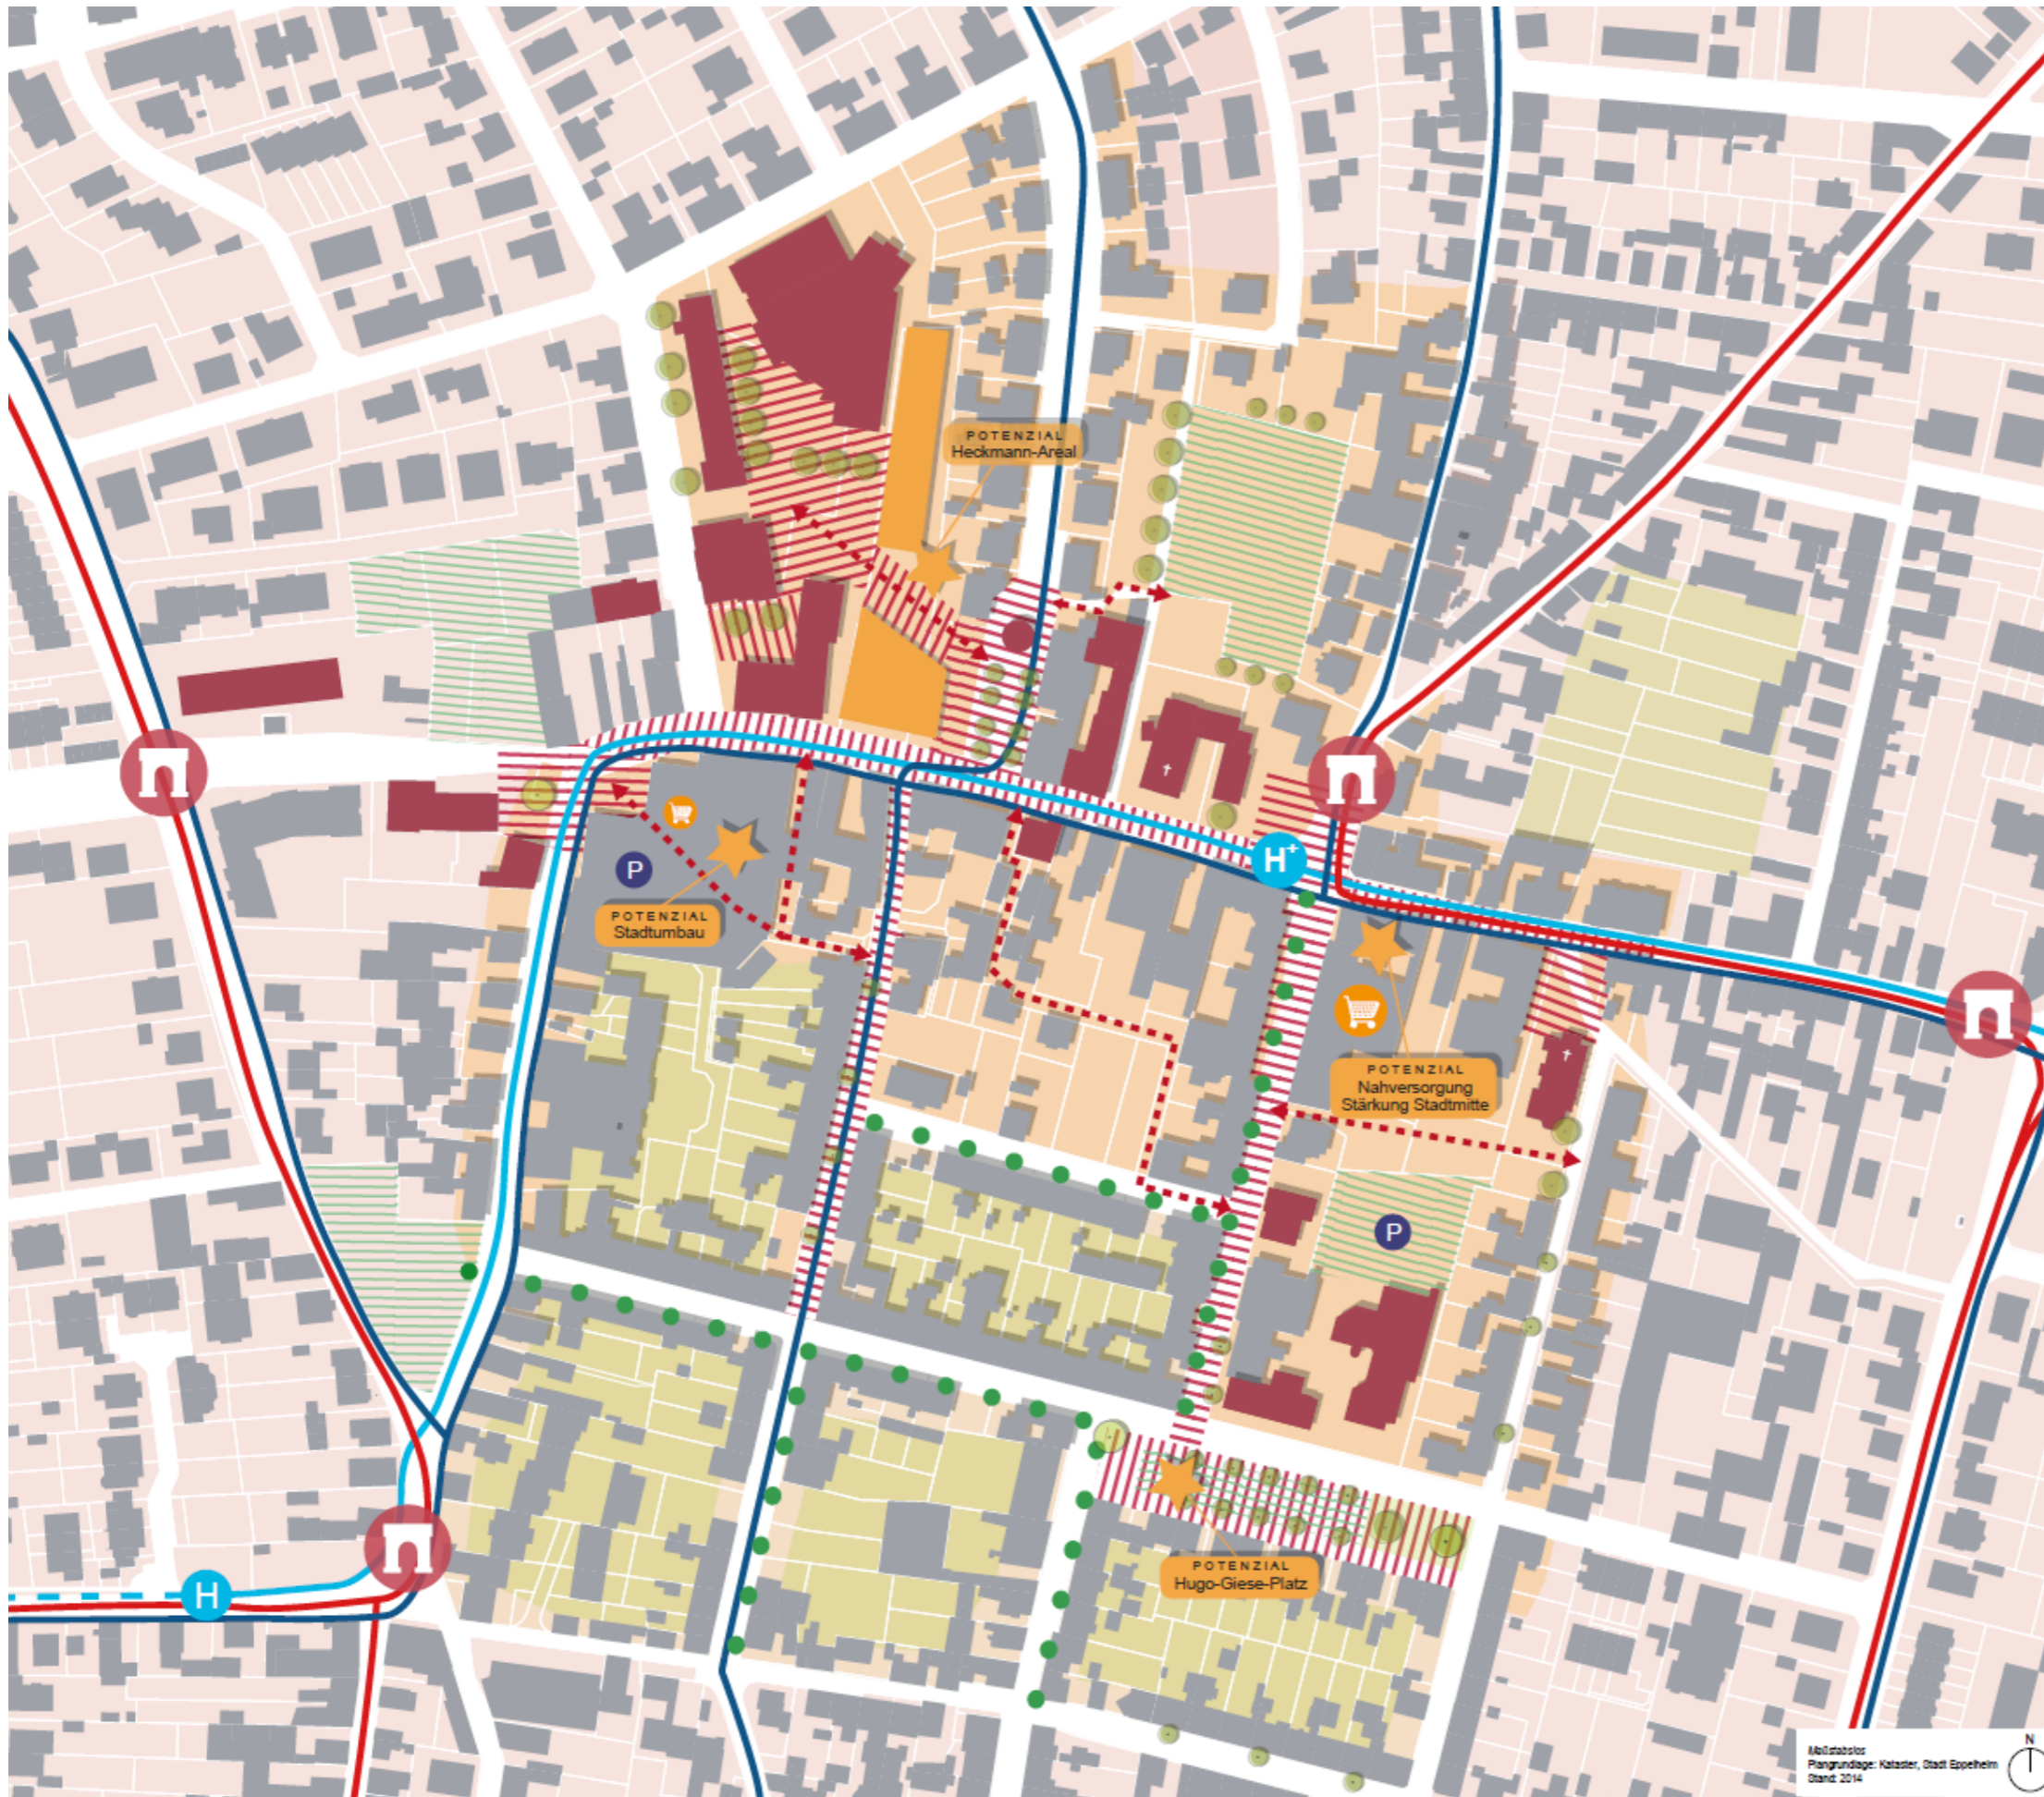 POTENZIAL
Heckmann-Areal
P
POTENZIAL
Stadtumbau
H+
POTENZIAL
Nahversorgung
Stärkung Stadtmitte
P
POTENZIAL
Hugo-Giese-Platz
H
Maßstabslos
Plangrundlage: Kataster, Stadt Eppelheim
Stand: 2014
N